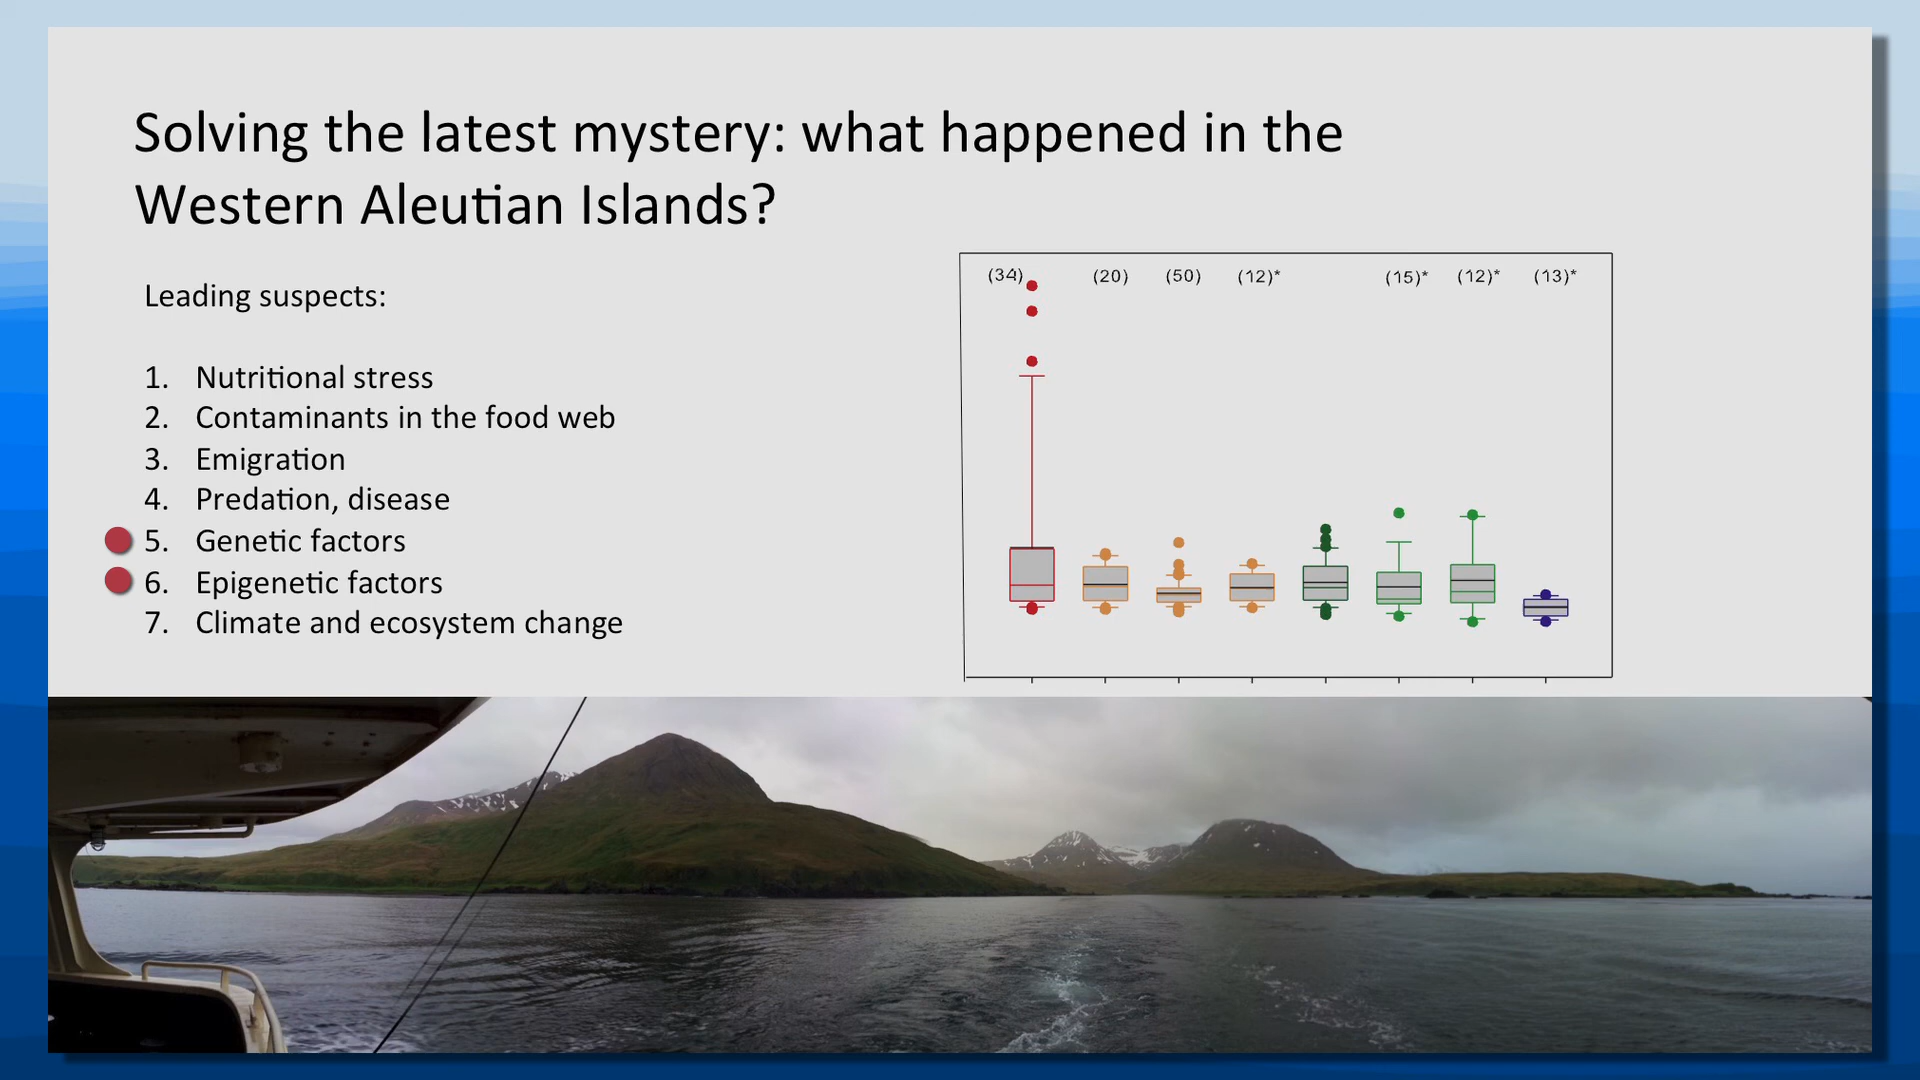 Solving the latest mystery: what happened in the
Western Aleutian Islands?
Leading suspects:
1. Nutritional stress
2. Contaminants in the food web
3. Emigration
4. Predation, disease
5. Genetic factors
6. Epigenetic factors
7. Climate and ecosystem change
(34) (20) (50) (12)* (15)* (12)* (13)*